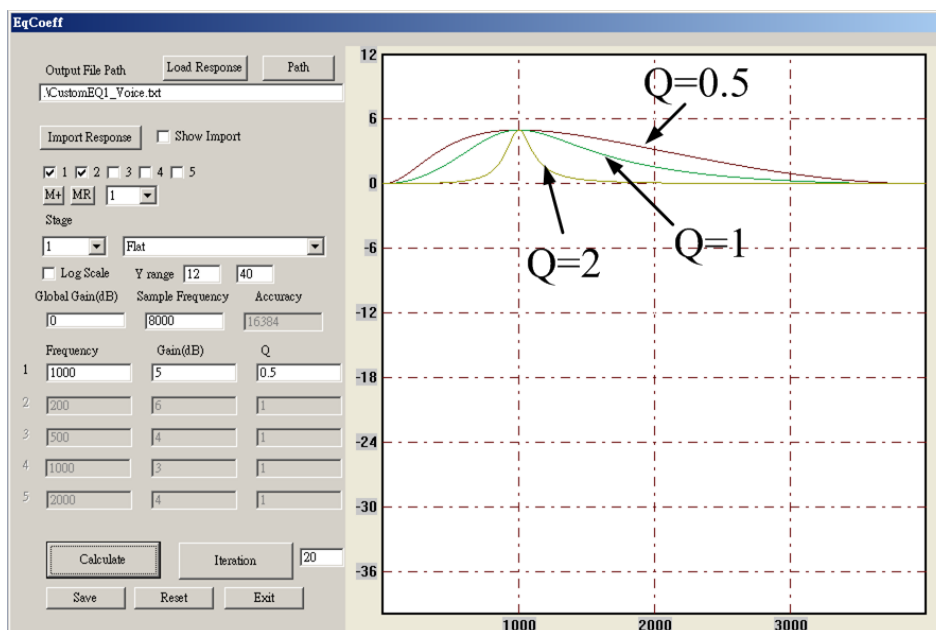 EqCoeff
Output File Path
Load Response
Path
.\CustomEQ1_Voice.txt
Import Response
Show Import
1 2 3 4 5
M+ MR 1
Stage
1 Flat
Log Scale Y range 12 40
Global Gain(dB) Sample Frequency Accuracy
0 8000 16384
Frequency Gain(dB) Q
1 1000 5 0.5
2 200 6 1
3 500 4 1
4 1000 3 1
5 2000 4 1
Calculate Iteration 20
Save Reset Exit
12
6
0
-6
-12
-18
-24
-30
-36
1000 2000 3000
Q=0.5
Q=1
Q=2